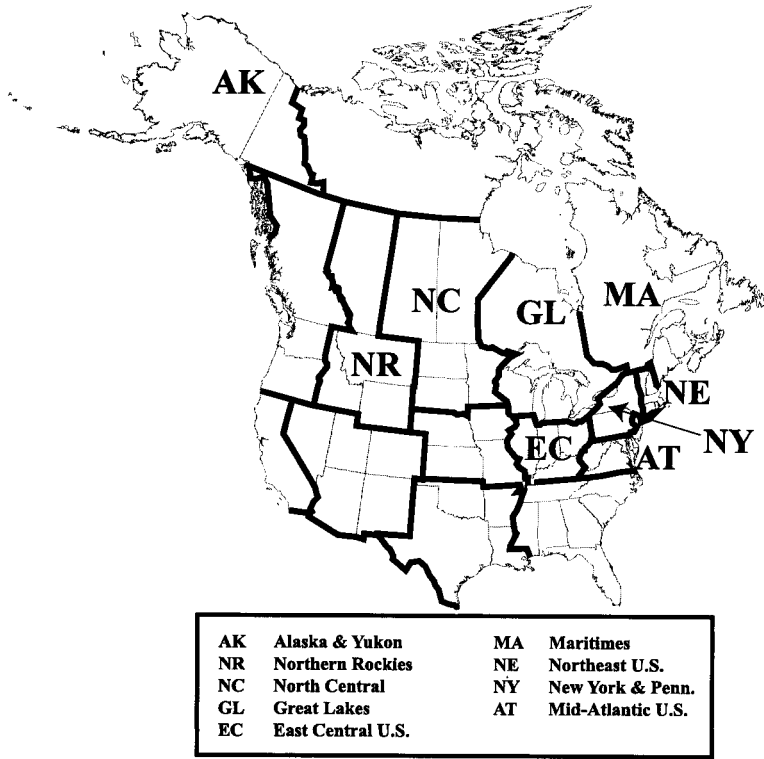 AK
NC
GL
MA
NR
NE
NY
EC
AT
AK Alaska & Yukon
NR Northern Rockies
NC North Central
GL Great Lakes
EC East Central U.S.
MA Maritimes
NE Northeast U.S.
NY New York & Penn.
AT Mid-Atlantic U.S.